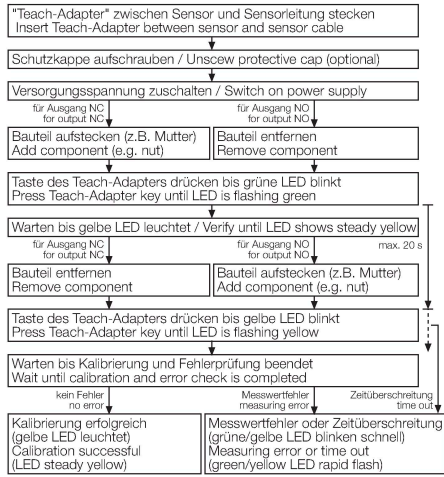 "Teach-Adapter" zwischen Sensor und Sensorleitung stecken
Insert Teach-Adapter between sensor and sensor cable
Schutzkappe aufschrauben / Unscew protective cap (optional)
Versorgungsspannung zuschalten / Switch on power supply
für Ausgang NC
for output NC
für Ausgang NO
for output NO
Bauteil aufstecken (z.B. Mutter)
Add component (e.g. nut)
Bauteil entfernen
Remove component
Taste des Teach-Adapters drücken bis grüne LED blinkt
Press Teach-Adapter key until LED is flashing green
Warten bis gelbe LED leuchtet / Verify until LED shows steady yellow
für Ausgang NC
for output NC
für Ausgang NO
for output NO
max. 20 s
Bauteil entfernen
Remove component
Bauteil aufstecken (z.B. Mutter)
Add component (e.g. nut)
Taste des Teach-Adapters drücken bis gelbe LED blinkt
Press Teach-Adapter key until LED is flashing yellow
Warten bis Kalibrierung und Fehlerprüfung beendet
Wait until calibration and error check is completed
kein Fehler
no error
Messwertfehler
measuring error
Zeitüberschreitung
time out
Kalibrierung erfolgreich
(gelbe LED leuchtet)
Calibration successful
(LED steady yellow)
Messwertfehler oder Zeitüberschreitung
(grüne/gelbe LED blinken schnell)
Measuring error or time out
(green/yellow LED rapid flash)